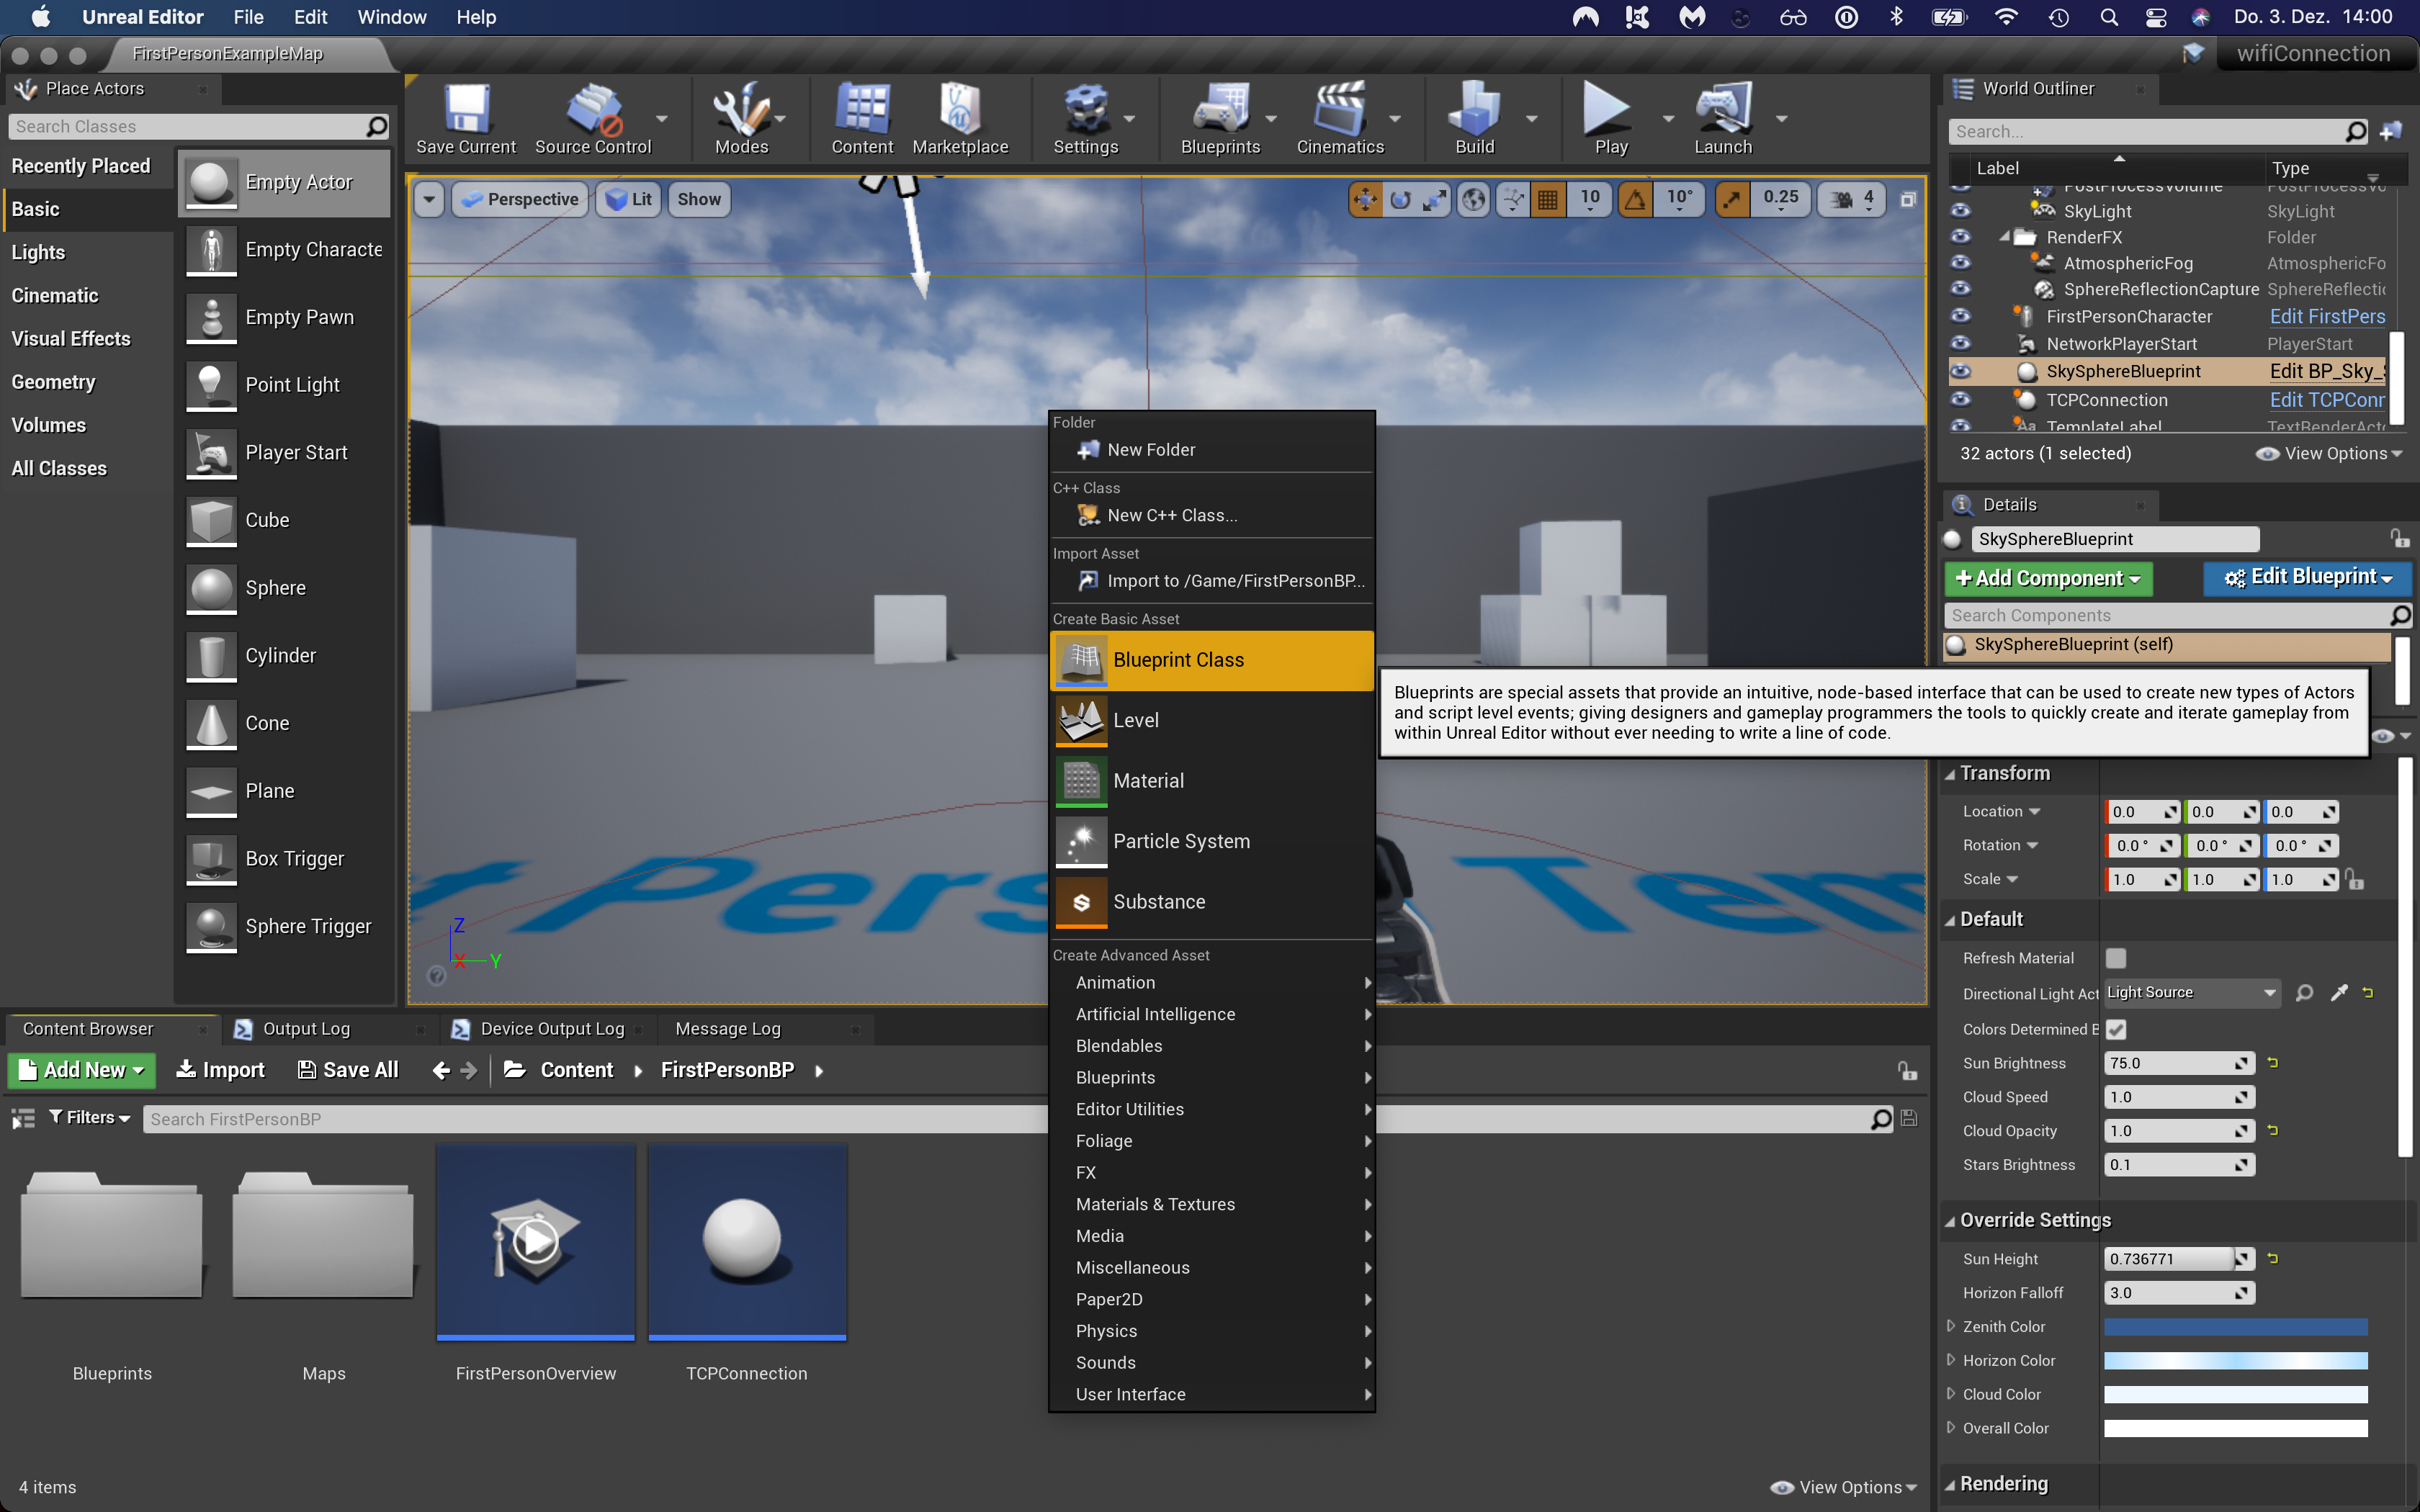 Unreal Editor File Edit Window Help Do. 3. Dez. 14:00
FirstPersonExampleMap wifiConnection
Place Actors
Search Classes
Recently Placed
Basic
Lights
Cinematic
Visual Effects
Geometry
Volumes
All Classes
Empty Actor
Empty Characte
Empty Pawn
Point Light
Player Start
Cube
Sphere
Cylinder
Cone
Plane
Box Trigger
Sphere Trigger
Save Current Source Control Modes Content Marketplace Settings Blueprints Cinematics Build Play Launch
Perspective Lit Show 10 10° 0.25 4
Z
X Y
Pers Tem
Folder
New Folder
C++ Class
New C++ Class...
Import Asset
Import to /Game/FirstPersonBP...
Create Basic Asset
Blueprint Class
Level
Material
Particle System
Substance
Create Advanced Asset
Animation
Artificial Intelligence
Blendables
Blueprints
Editor Utilities
Foliage
FX
Materials & Textures
Media
Miscellaneous
Paper2D
Physics
Sounds
User Interface
Blueprints are special assets that provide an intuitive, node-based interface that can be used to create new types of Actors
and script level events; giving designers and gameplay programmers the tools to quickly create and iterate gameplay from
within Unreal Editor without ever needing to write a line of code.
World Outliner
Search...
Label Type
PostProcessVolume PostProcessVo
SkyLight SkyLight
RenderFX Folder
AtmosphericFog AtmosphericFo
SphereReflectionCapture SphereReflectic
FirstPersonCharacter Edit FirstPers
NetworkPlayerStart PlayerStart
SkySphereBlueprint Edit BP_Sky_S
TCPConnection Edit TCPConr
TemplateLabel TextRenderActo
32 actors (1 selected) View Options
Details
SkySphereBlueprint
+ Add Component Edit Blueprint
Search Components
SkySphereBlueprint (self)
Transform
Location 0.0 0.0 0.0
Rotation 0.0 ° 0.0 ° 0.0 °
Scale 1.0 1.0 1.0
Default
Refresh Material
Directional Light Act Light Source
Colors Determined B
Sun Brightness 75.0
Cloud Speed 1.0
Cloud Opacity 1.0
Stars Brightness 0.1
Override Settings
Sun Height 0.736771
Horizon Falloff 3.0
Zenith Color
Horizon Color
Cloud Color
Overall Color
Rendering
Content Browser Output Log Device Output Log Message Log
Add New Import Save All Content FirstPersonBP
Filters Search FirstPersonBP
Blueprints Maps FirstPersonOverview TCPConnection
4 items View Options